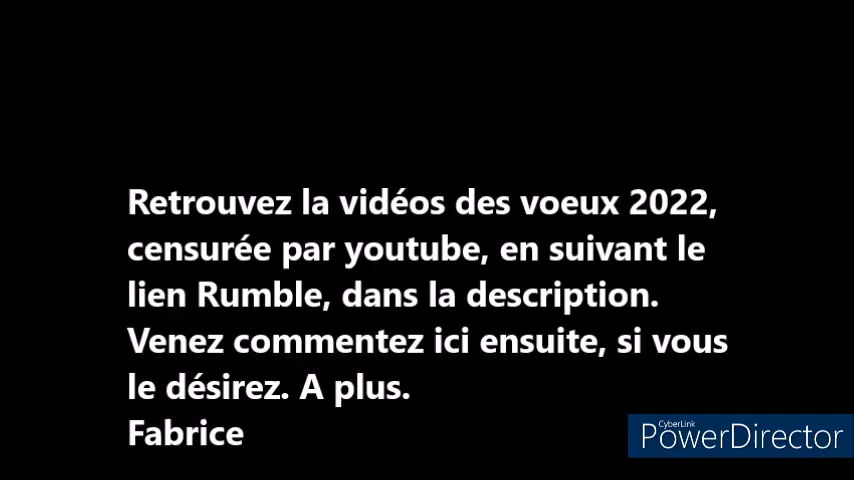 Retrouvez la vidéos des voeux 2022,
censurée par youtube, en suivant le
lien Rumble, dans la description.
Venez commentez ici ensuite, si vous
le désirez. A plus.
Fabrice
CyberLink
PowerDirector